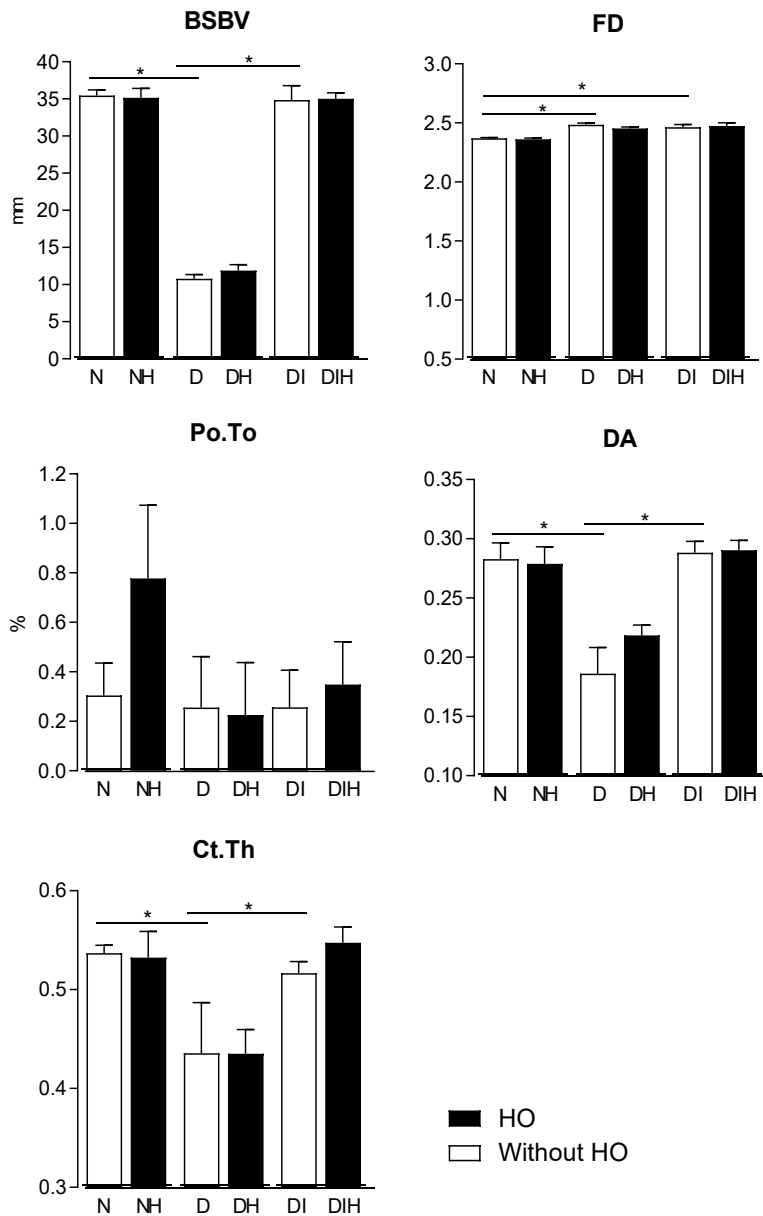 BSBV
mm
40
35
30
25
20
15
10
5
0
* *
N NH D DH DI DIH
FD
3.0
2.5
2.0
1.5
1.0
0.5
*
*
N NH D DH DI DIH
Po.To
%
1.2
1.0
0.8
0.6
0.4
0.2
0.0
N NH D DH DI DIH
DA
0.35
0.30
0.25
0.20
0.15
0.10
* *
N NH D DH DI DIH
Ct.Th
0.6
0.5
0.4
0.3
* *
N NH D DH DI DIH
HO
Without HO